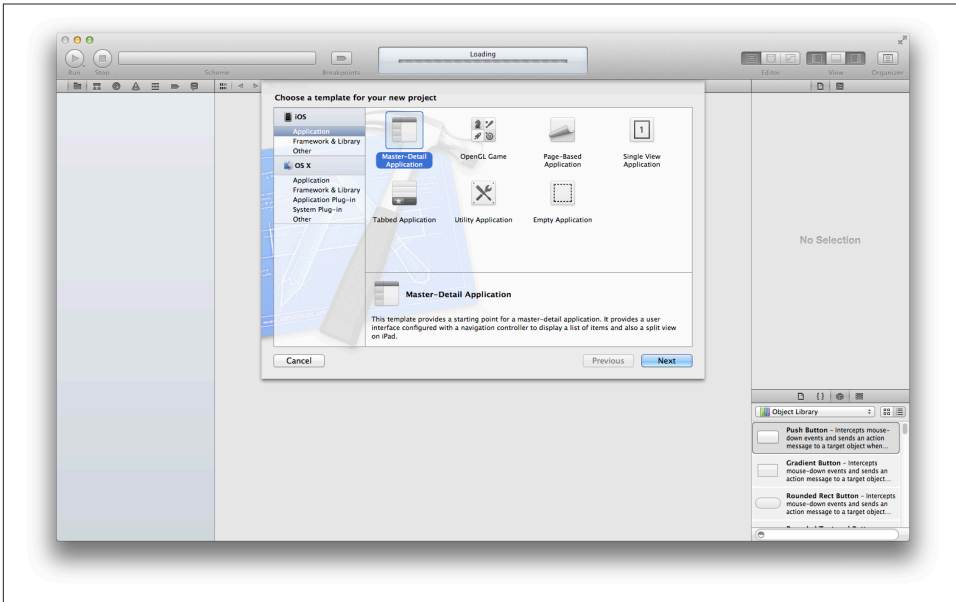 Loading
Run
Stop
Scheme
Breakpoints
Editor
View
Organizer
Choose a template for your new project
iOS
Application
Framework & Library
Other
OS X
Application
Framework & Library
Application Plug-in
System Plug-in
Other
Master-Detail
Application
OpenGL Game
Page-Based
Application
1
Single View
Application
Tabbed Application
Utility Application
Empty Application
Master-Detail Application
This template provides a starting point for a master-detail application. It provides a user
interface configured with a navigation controller to display a list of items and also a split view
on iPad.
Cancel
Previous
Next
No Selection
{}
Object Library
Push Button - Intercepts mouse-
down events and sends an action
message to a target object when...
Gradient Button - Intercepts
mouse-down events and sends an
action message to a target object...
Rounded Rect Button - Intercepts
mouse-down events and sends an
action message to a target object...